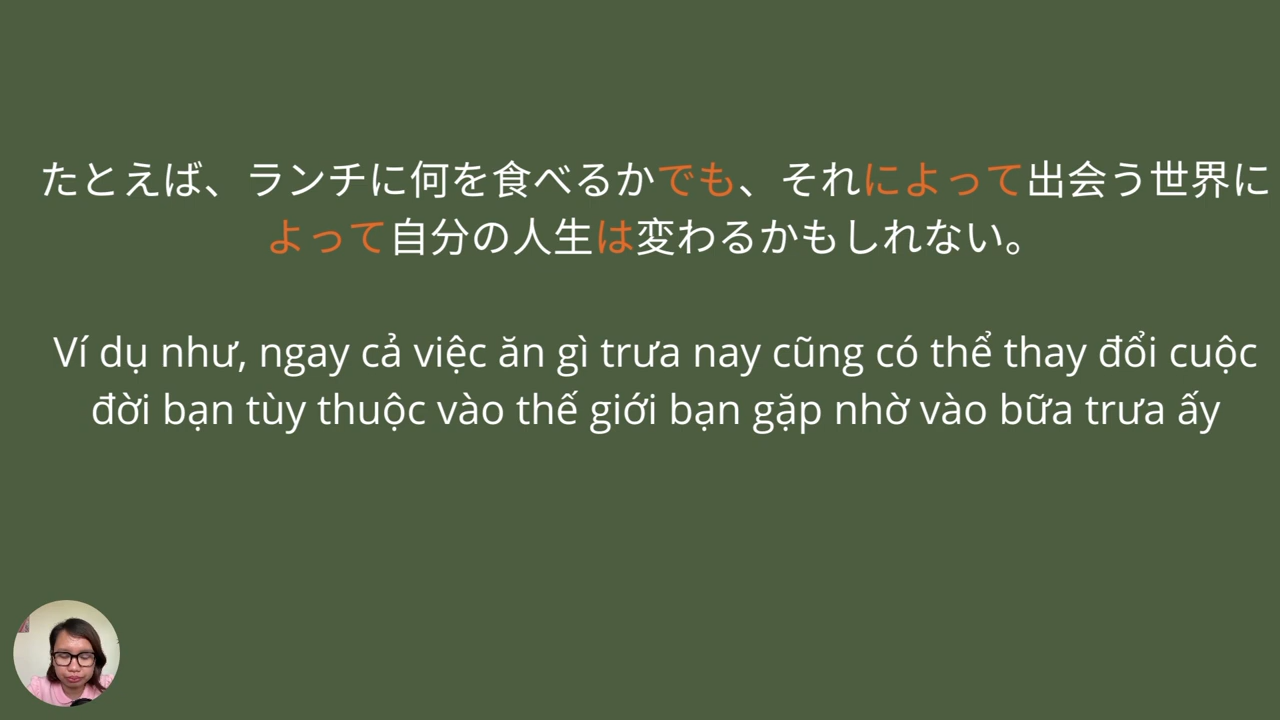 たとえば、ランチに何を食べるかでも、それによって出会う世界に
よって自分の人生は変わるかもしれない。
Ví dụ như, ngay cả việc ăn gì trưa nay cũng có thể thay đổi cuộc
đời bạn tùy thuộc vào thế giới bạn gặp nhờ vào bữa trưa ấy